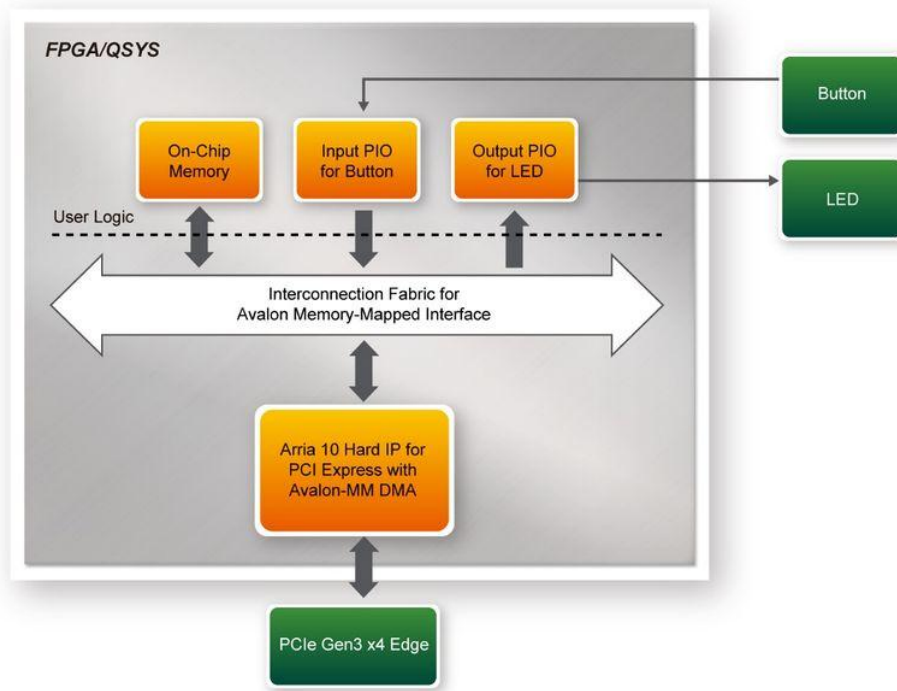 FPGA/QSYS
Button
On-Chip
Memory
Input PIO
for Button
Output PIO
for LED
LED
User Logic
Interconnection Fabric for
Avalon Memory-Mapped Interface
Arria 10 Hard IP for
PCI Express with
Avalon-MM DMA
PCIe Gen3 x4 Edge